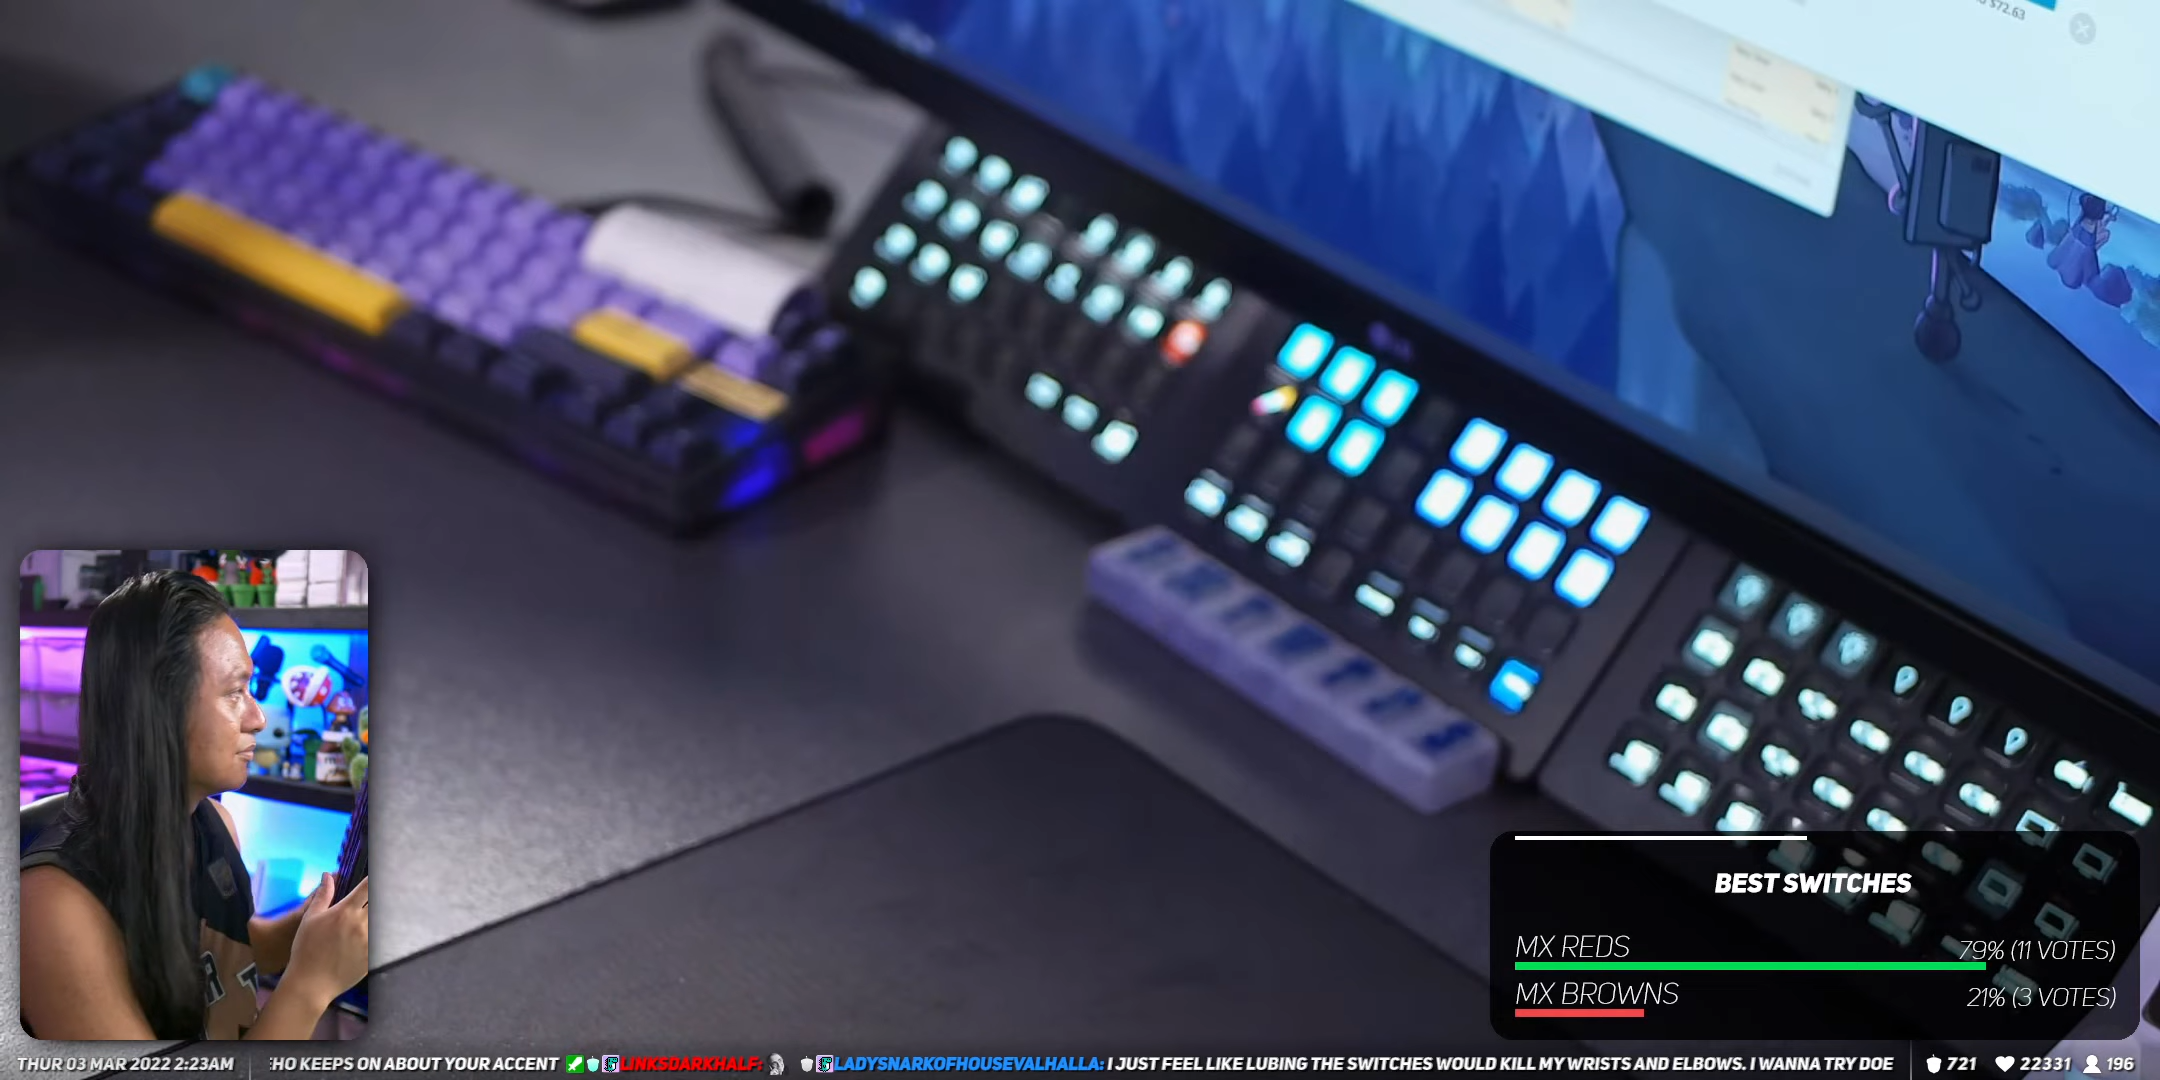 $72.63
BEST SWITCHES
MX REDS 79% (11 VOTES)
MX BROWNS 21% (3 VOTES)
THUR 03 MAR 2022 2:23AM HO KEEPS ON ABOUT YOUR ACCENT LINKSDARKHALF: LADYSNARKOFHOUSEVALHALLA: I JUST FEEL LIKE LUBING THE SWITCHES WOULD KILL MY WRISTS AND ELBOWS. I WANNA TRY DOE 721 22331 196